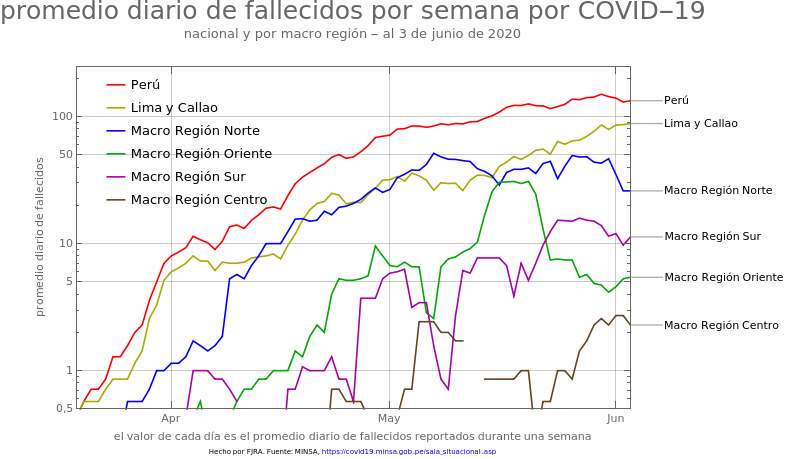 promedio diario de fallecidos por semana por COVID−19
nacional y por macro región − al 3 de junio de 2020
Perú
Lima y Callao
Macro Región Norte
Macro Región Oriente
Macro Región Sur
Macro Región Centro
promedio diario de fallecidos
100
50
10
5
1
0,5
Apr
May
Jun
Perú
Lima y Callao
Macro Región Norte
Macro Región Sur
Macro Región Oriente
Macro Región Centro
el valor de cada día es el promedio diario de fallecidos reportados durante una semana
Hecho por FJRA. Fuente: MINSA, https://covid19.minsa.gob.pe/sala_situacional.asp